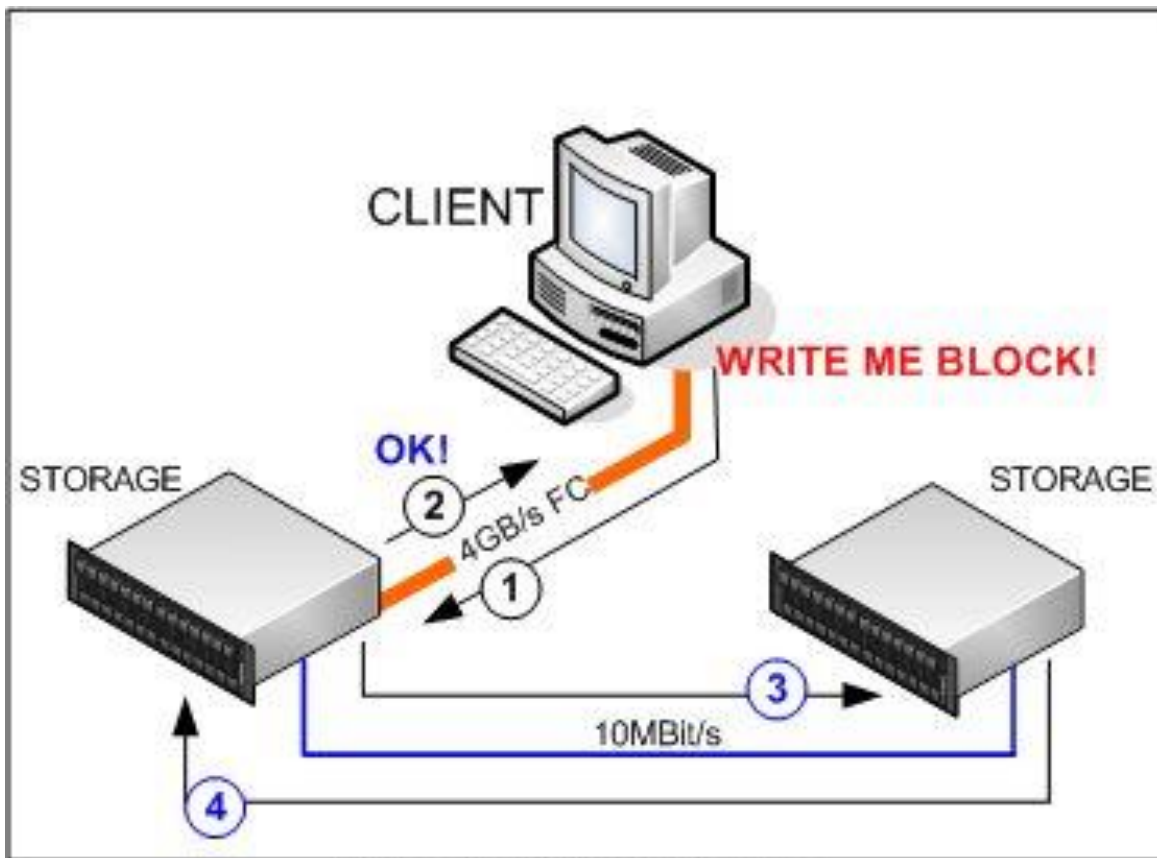 CLIENT
WRITE ME BLOCK!
OK!
STORAGE
STORAGE
2
4GB/s FC
1
3
10MBit/s
4